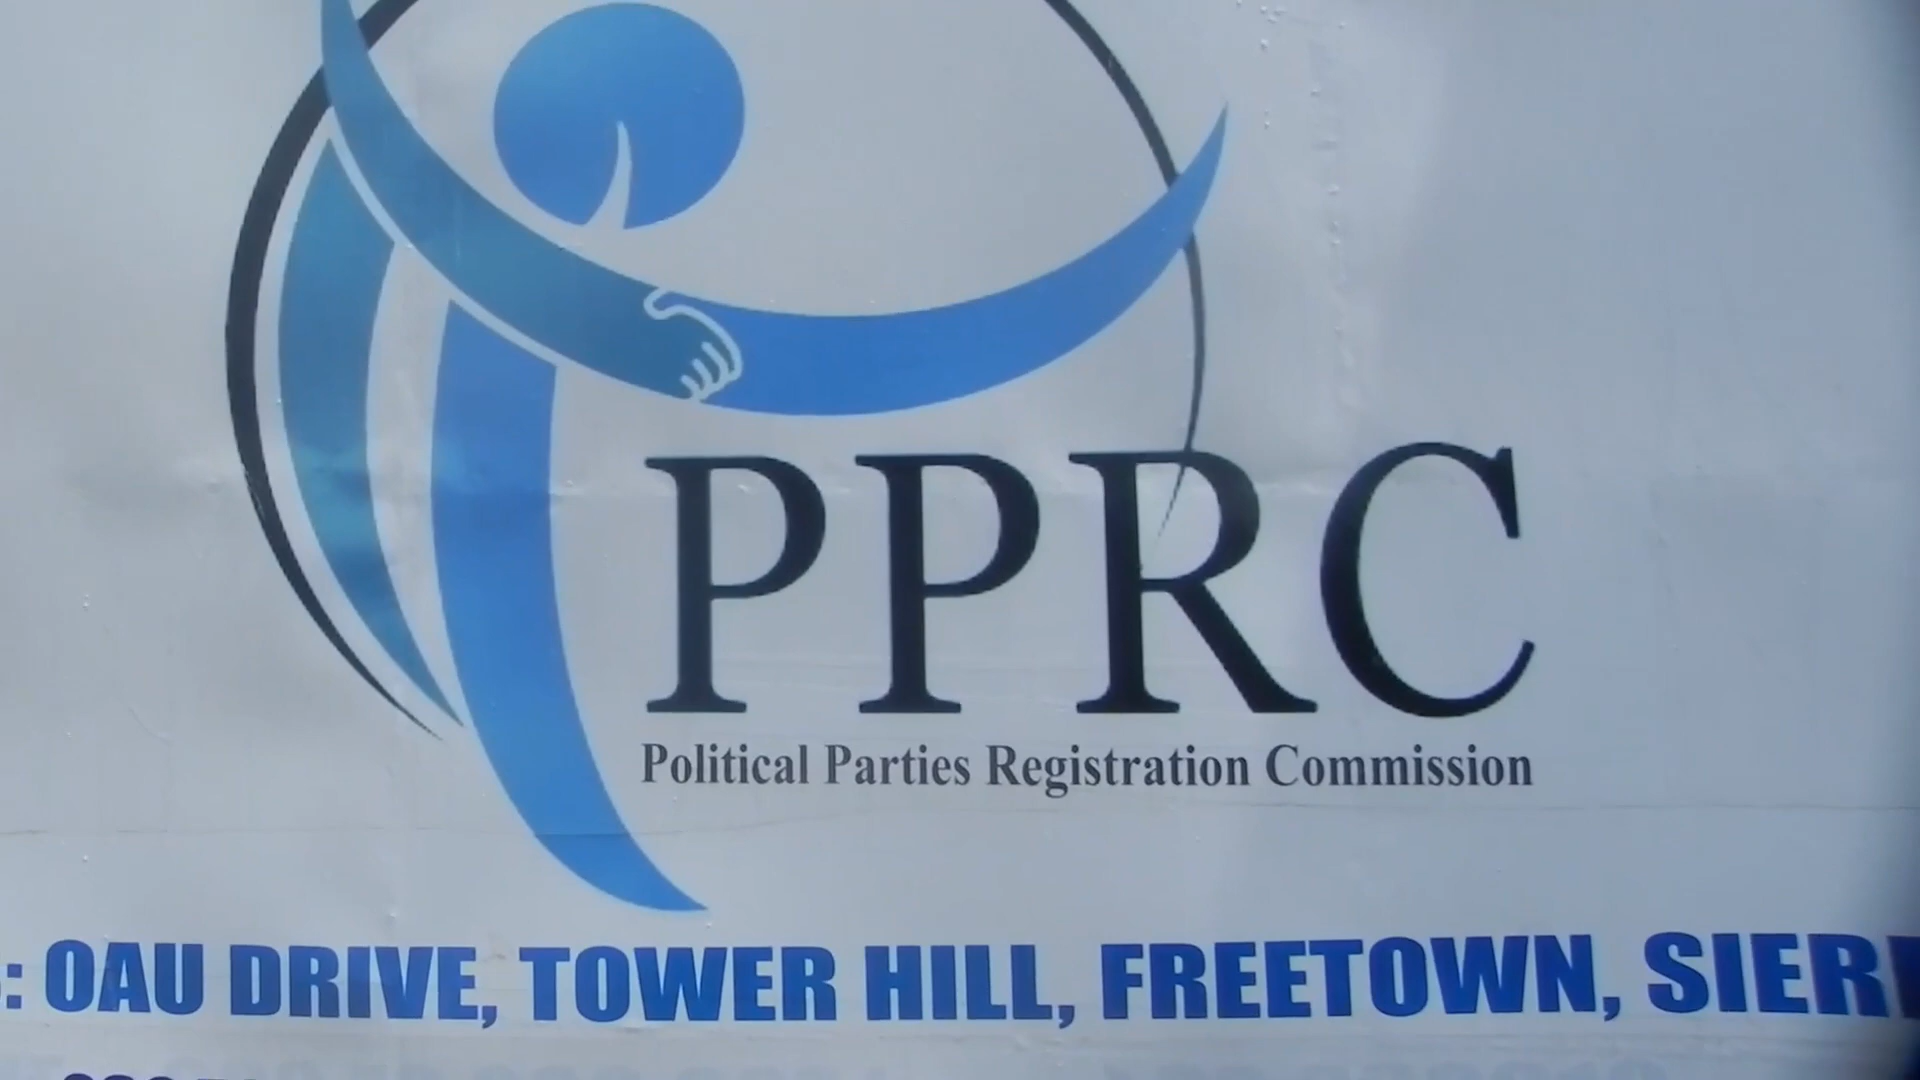 PPRC
Political Parties Registration Commission
: OAU DRIVE, TOWER HILL, FREETOWN,